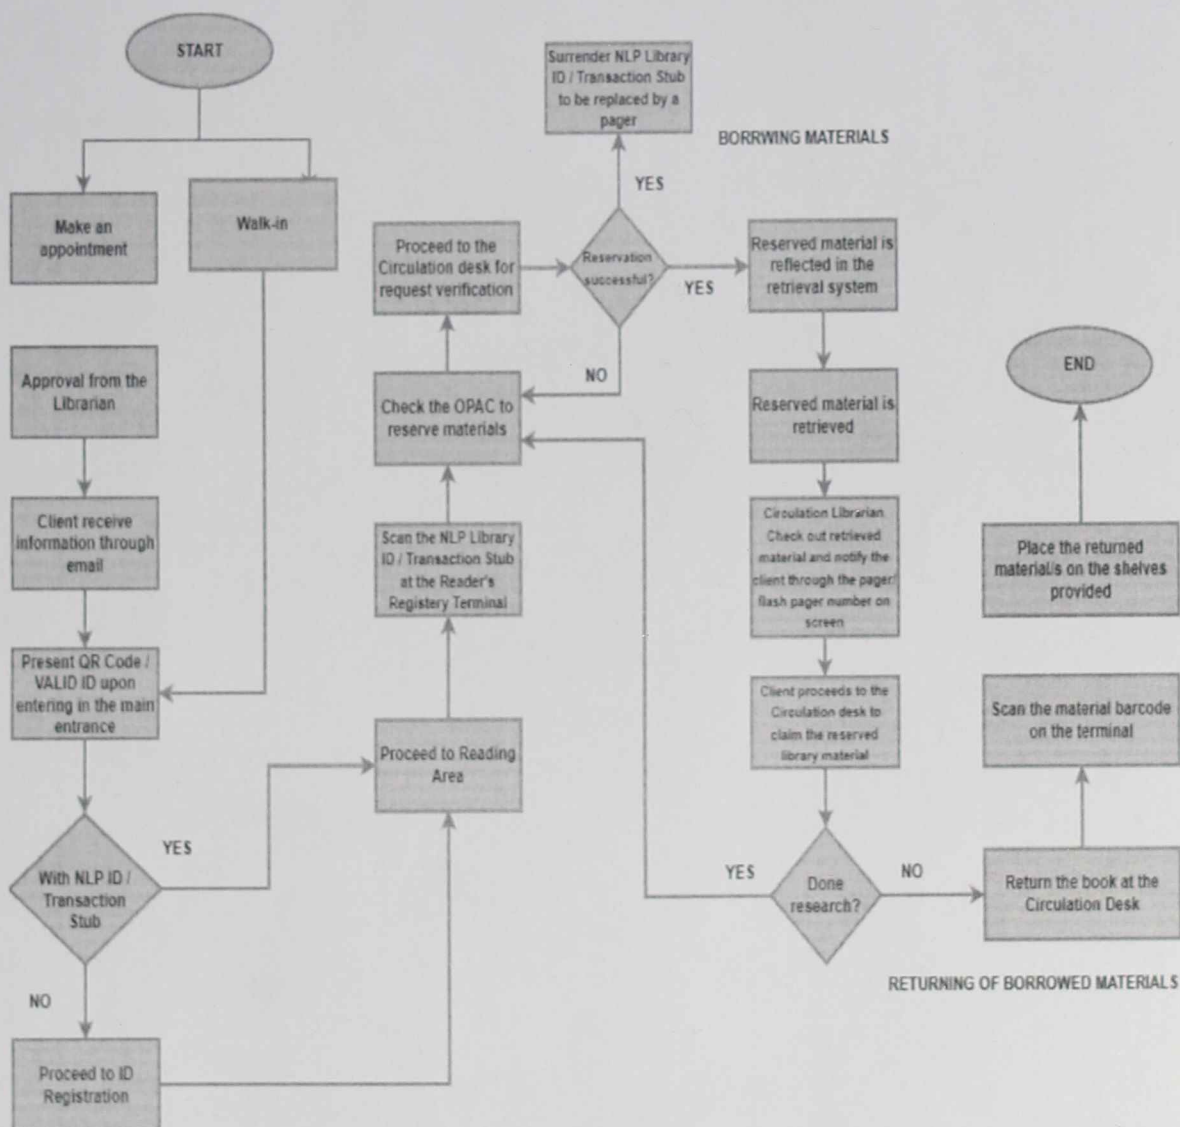 START
Make an
appointment
Walk-in
Approval from the
Librarian
Client receive
information through
email
Present QR Code /
VALID ID upon
entering in the main
entrance
With NLP ID /
Transaction
Stub
YES
NO
Proceed to ID
Registration
Proceed to Reading
Area
Scan the NLP Library
ID / Transaction Stub
at the Reader's
Registery Terminal
Check the OPAC to
reserve materials
Proceed to the
Circulation desk for
request verification
Reservation
successful?
YES
NO
YES
Surrender NLP Library
ID / Transaction Stub
to be replaced by a
pager
BORRWING MATERIALS
Reserved material is
reflected in the
retrieval system
Reserved material is
retrieved
Circulation Librarian
Check out retrieved
material and notify the
client through the pager/
flash pager number on
screen
Client proceeds to the
Circulation desk to
claim the reserved
library material
Done
research?
YES
NO
Return the book at the
Circulation Desk
RETURNING OF BORROWED MATERIALS
Scan the material barcode
on the terminal
Place the returned
material/s on the shelves
provided
END